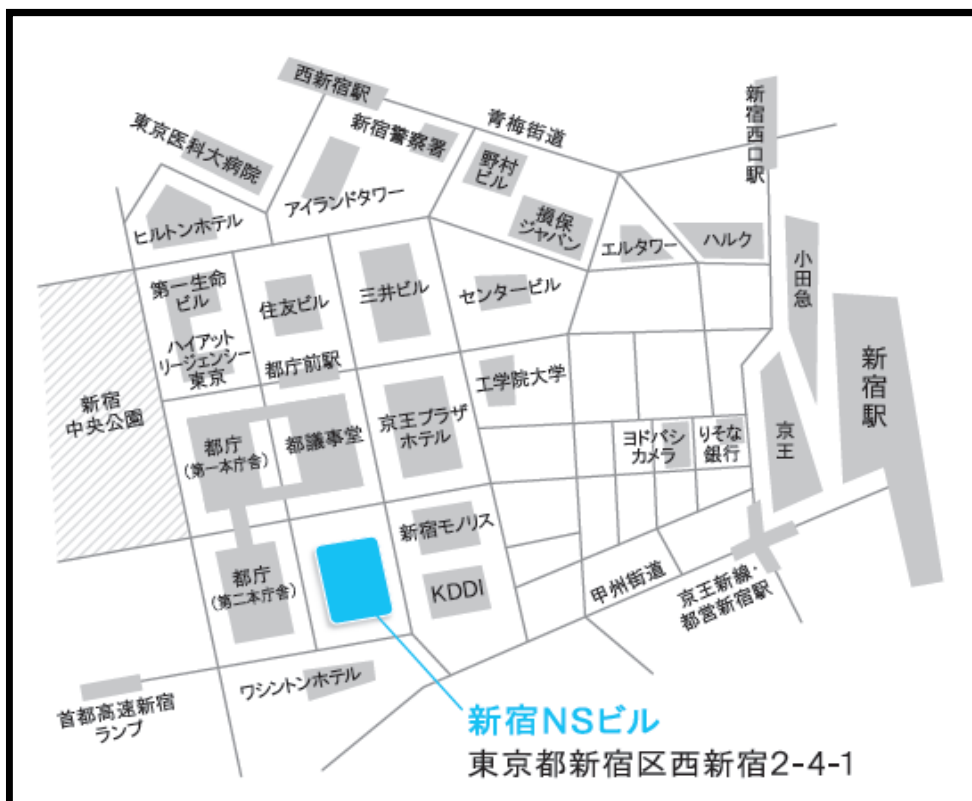 西新宿駅
青梅街道
新宿西口駅
東京医科大病院
新宿警察署
野村
ビル
アイランドタワー
損保
ジャパン
ヒルトンホテル
エルタワー
ハルク
小田急
第一生命
ビル
住友ビル
三井ビル
センタービル
ハイアット
リージェンシー
東京
都庁前駅
工学院大学
新宿駅
新宿
中央公園
都庁
(第一本庁舎)
都議事堂
京王プラザ
ホテル
ヨドバシ
カメラ
りそな
銀行
京王
新宿モノリス
都庁
(第二本庁舎)
KDDI
甲州街道
京王新線・
都営新宿駅
ワシントンホテル
首都高速新宿
ランプ
新宿NSビル
東京都新宿区西新宿2-4-1